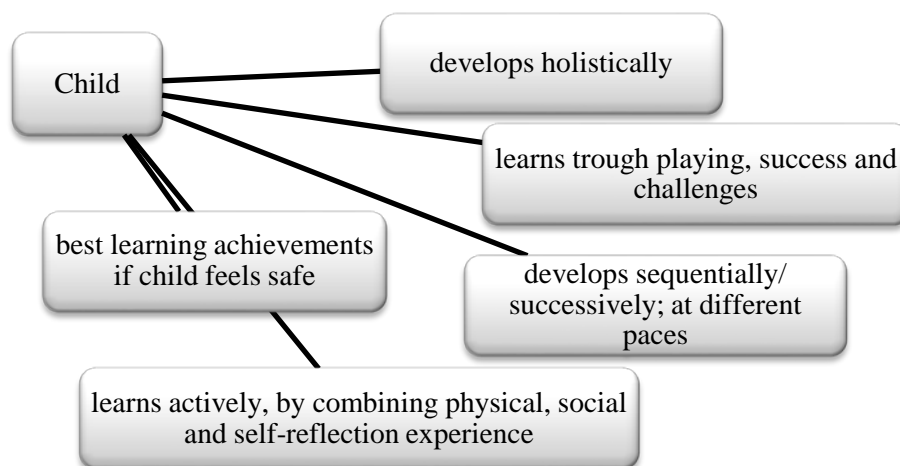 Child
develops holistically
learns trough playing, success and
challenges
best learning achievements
if child feels safe
develops sequentially/
successively; at different
paces
learns actively, by combining physical, social
and self-reflection experience